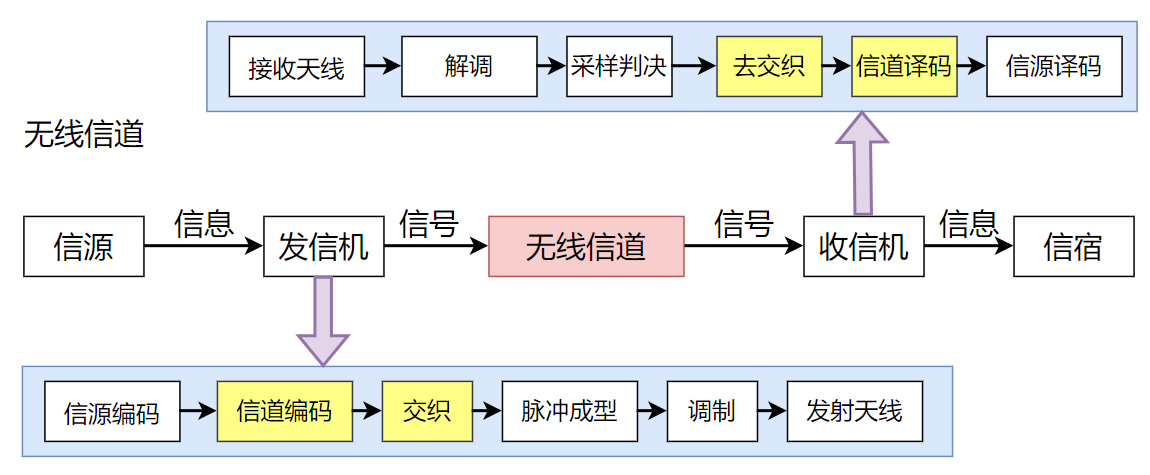 接收天线
解调
采样判决
去交织
信道译码
信源译码
无线信道
信源
信息
发信机
信号
无线信道
信号
收信机
信息
信宿
信源编码
信道编码
交织
脉冲成型
调制
发射天线